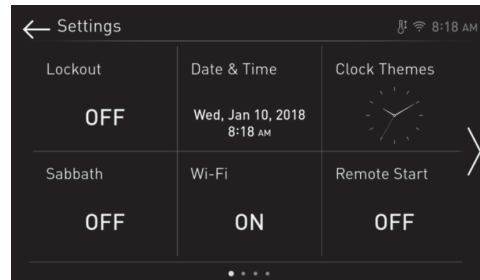 Settings
8:18 AM
Lockout
OFF
Date & Time
Wed, Jan 10, 2018
8:18 AM
Clock Themes
Sabbath
OFF
Wi-Fi
ON
Remote Start
OFF